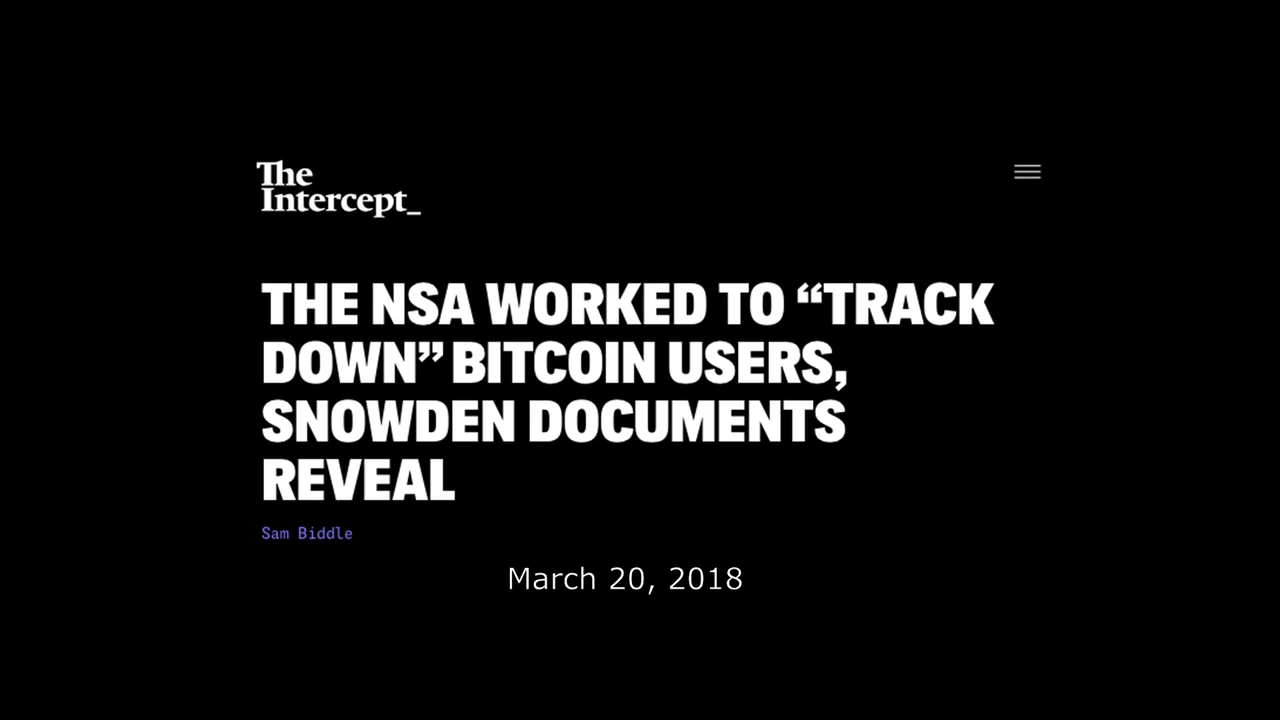 The
Intercept_
THE NSA WORKED TO “TRACK
DOWN” BITCOIN USERS,
SNOWDEN DOCUMENTS
REVEAL
Sam Biddle
March 20, 2018